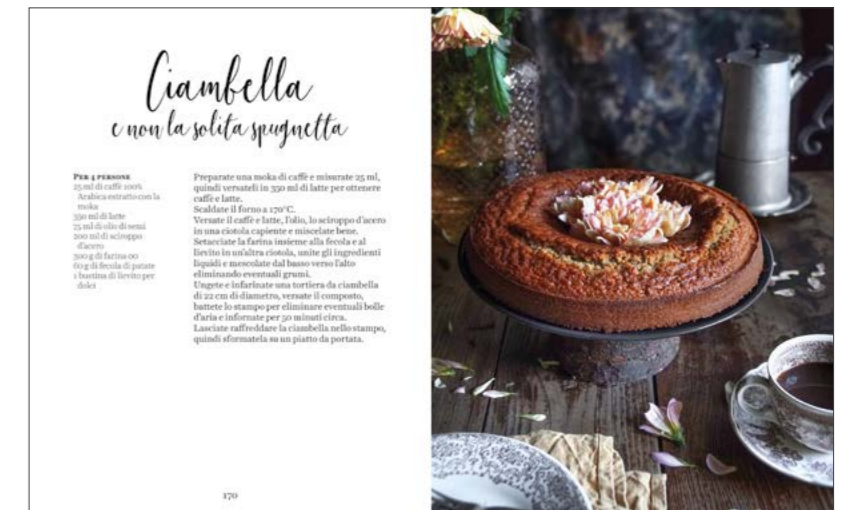 Ciambella
e non la solita spugnetta
PER 4 PERSONE
25 ml di caffè 100%
Arabica estratto con la
moka
350 ml di latte
75 ml di olio di semi
200 ml di sciroppo
d'acero
300 g di farina 00
60 g di fecola di patate
1 bustina di lievito per
dolci
Preparate una moka di caffè e misurate 25 ml,
quindi versateli in 350 ml di latte per ottenere
caffè e latte.
Scaldate il forno a 170°C.
Versate il caffè e latte, l'olio, lo sciroppo d'acero
in una ciotola capiente e miscelate bene.
Setacciate la farina insieme alla fecola e al
lievito in un'altra ciotola, unite gli ingredienti
liquidi e mescolate dal basso verso l'alto
eliminando eventuali grumi.
Ungete e infarinate una tortiera da ciambella
di 22 cm di diametro, versate il composto,
battete lo stampo per eliminare eventuali bolle
d'aria e infornate per 50 minuti circa.
Lasciate raffreddare la ciambella nello stampo,
quindi sformatela su un piatto da portata.
170